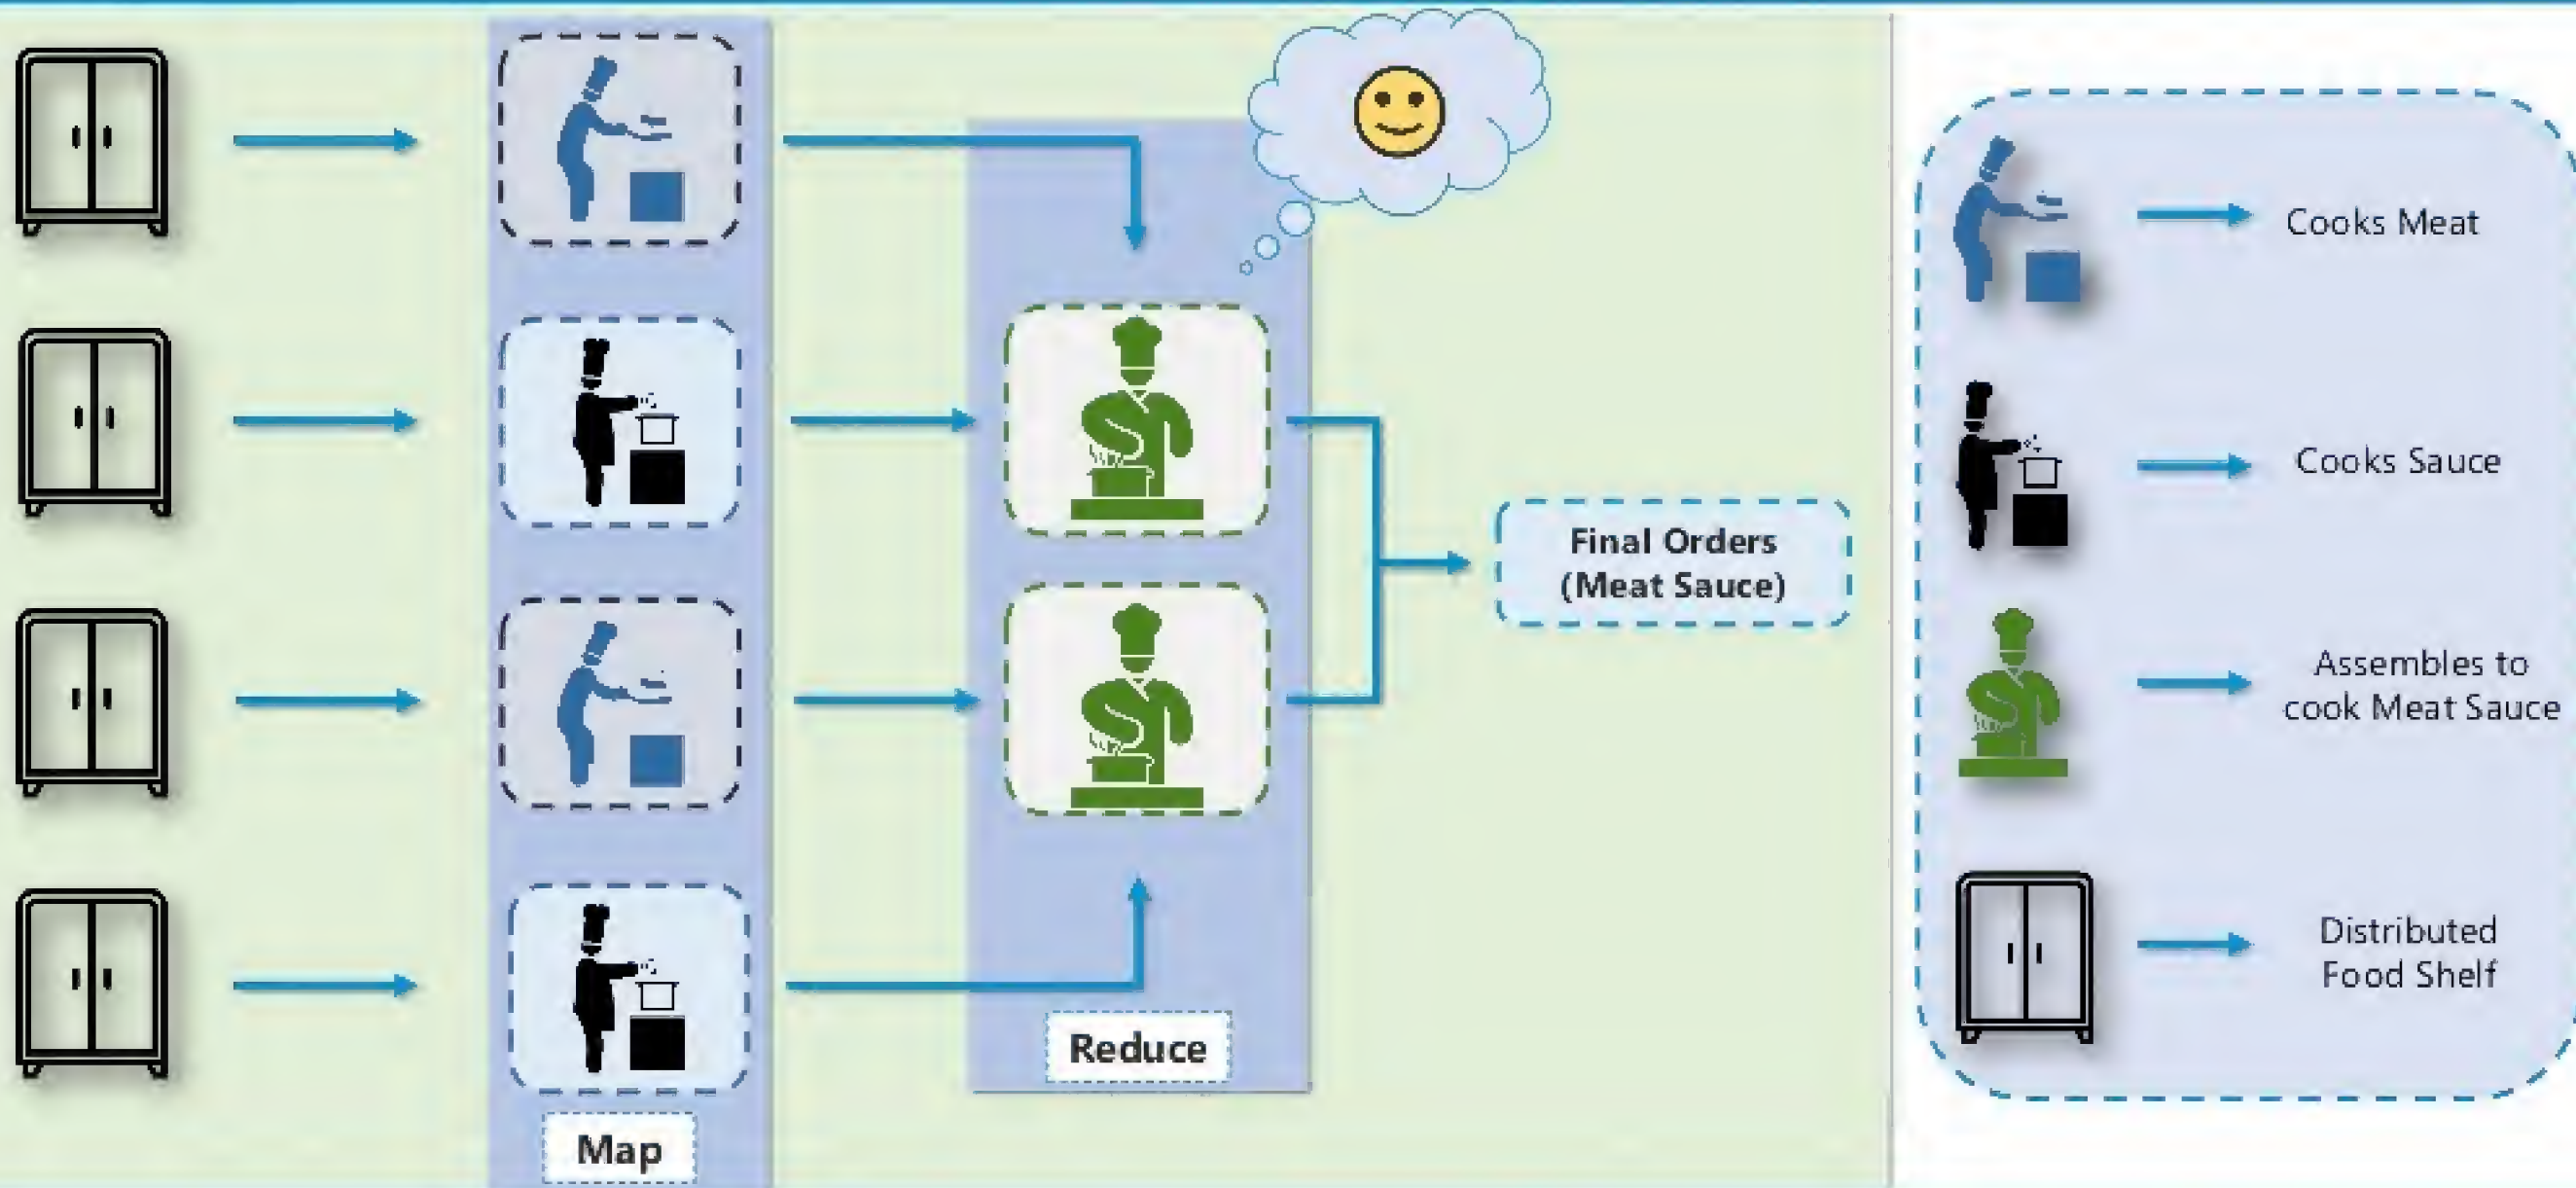 Final Orders
(Meat Sauce)
Reduce
Map
Cooks Meat
Cooks Sauce
Assembles to
cook Meat Sauce
Distributed
Food Shelf